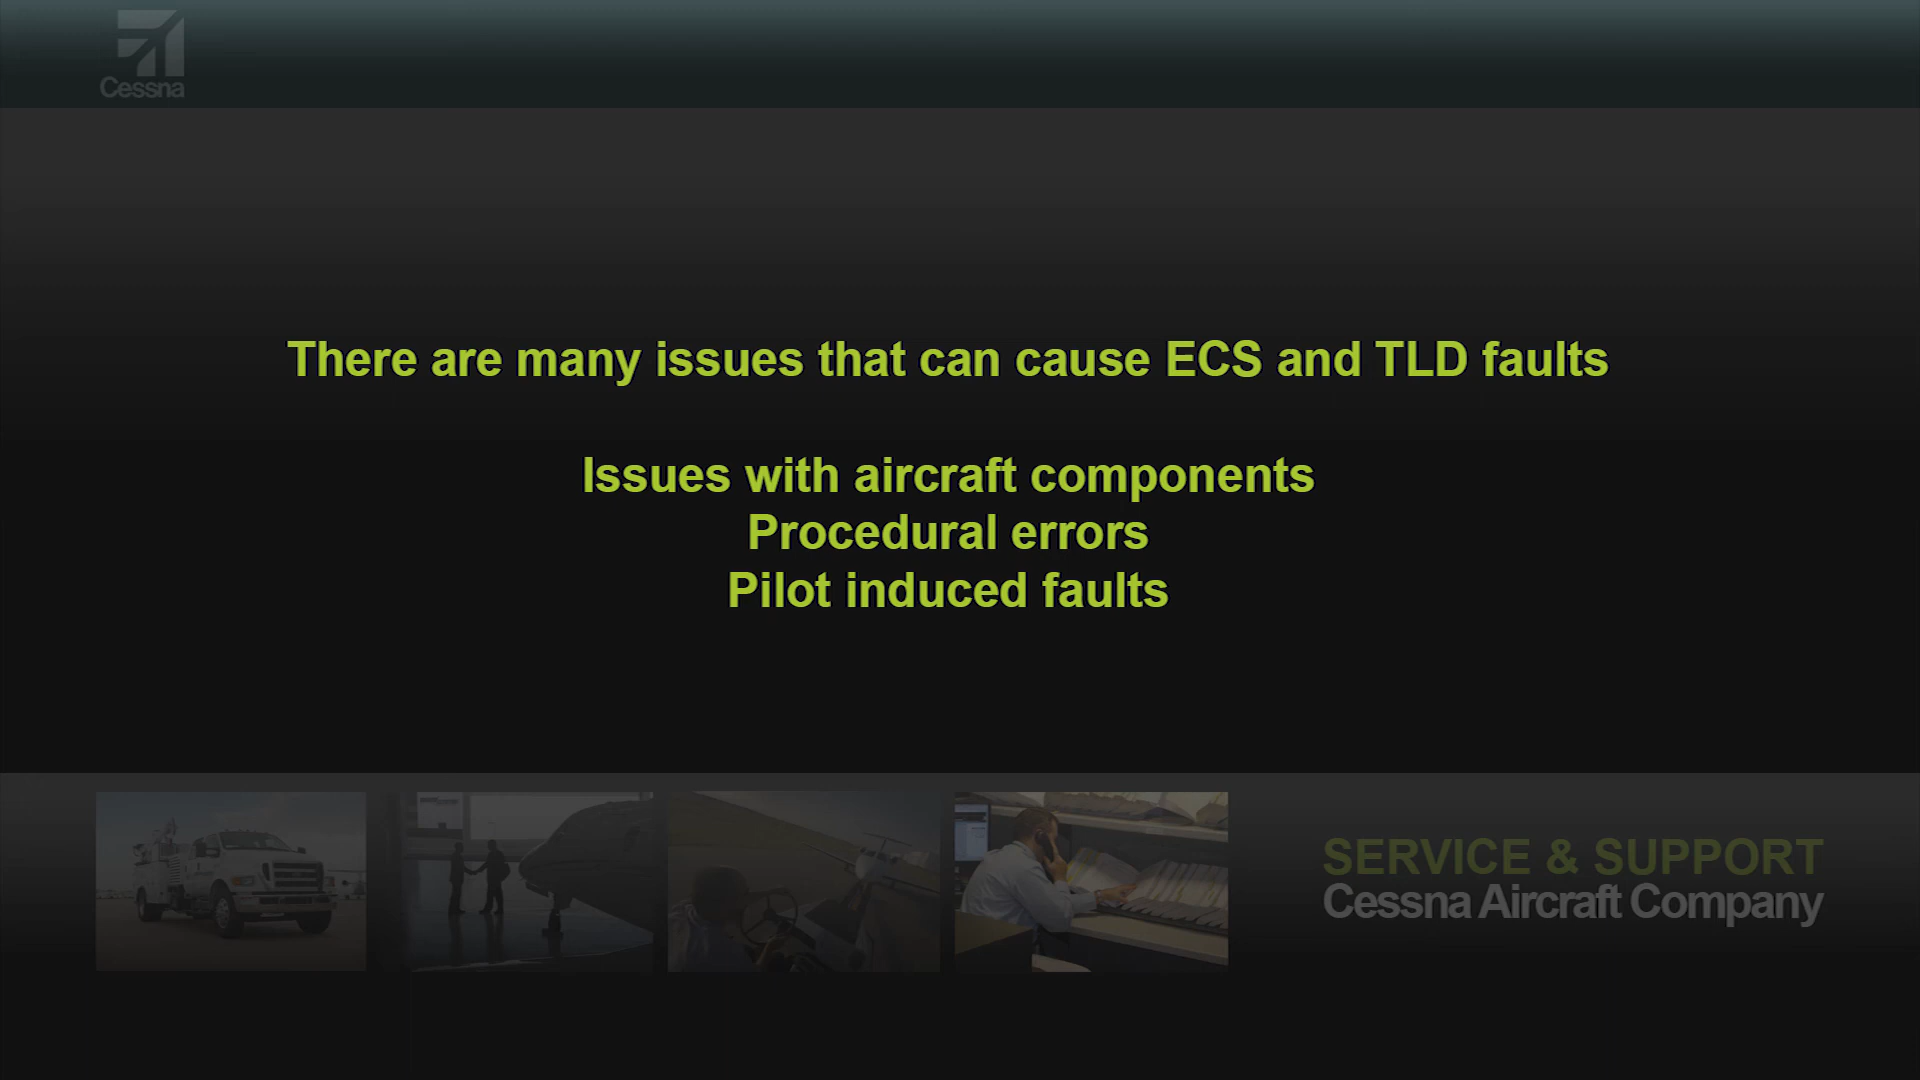 Cessna
There are many issues that can cause ECS and TLD faults
Issues with aircraft components
Procedural errors
Pilot induced faults
SERVICE & SUPPORT
Cessna Aircraft Company